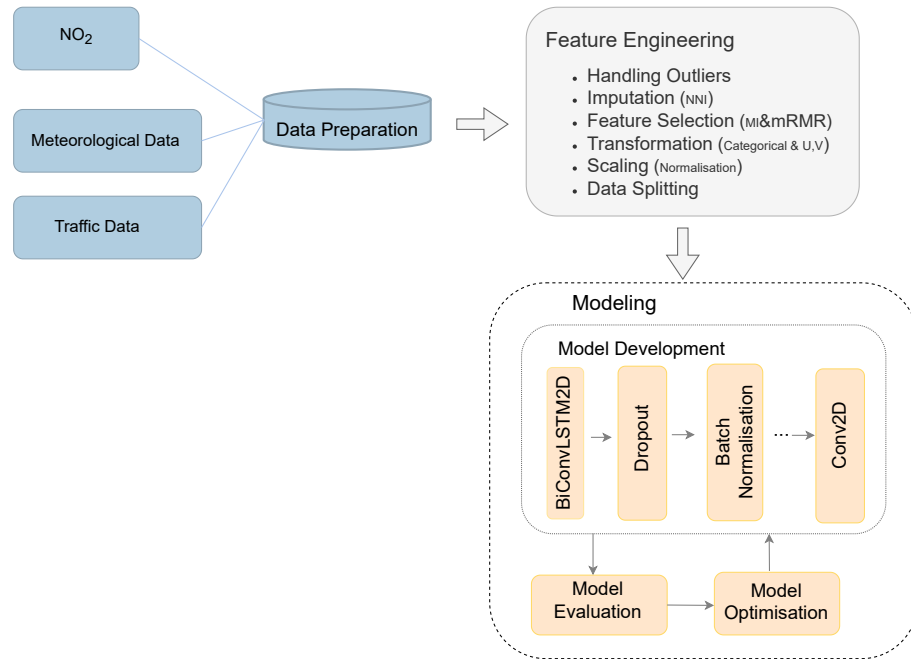 NO2
Meteorological Data
Traffic Data
Data Preparation
Feature Engineering
• Handling Outliers
• Imputation (NNI)
• Feature Selection (MI&mRMR)
• Transformation (Categorical & U,V)
• Scaling (Normalisation)
• Data Splitting
Modeling
Model Development
BiConvLSTM2D
Dropout
Batch
Normalisation
...
Conv2D
Model
Evaluation
Model
Optimisation